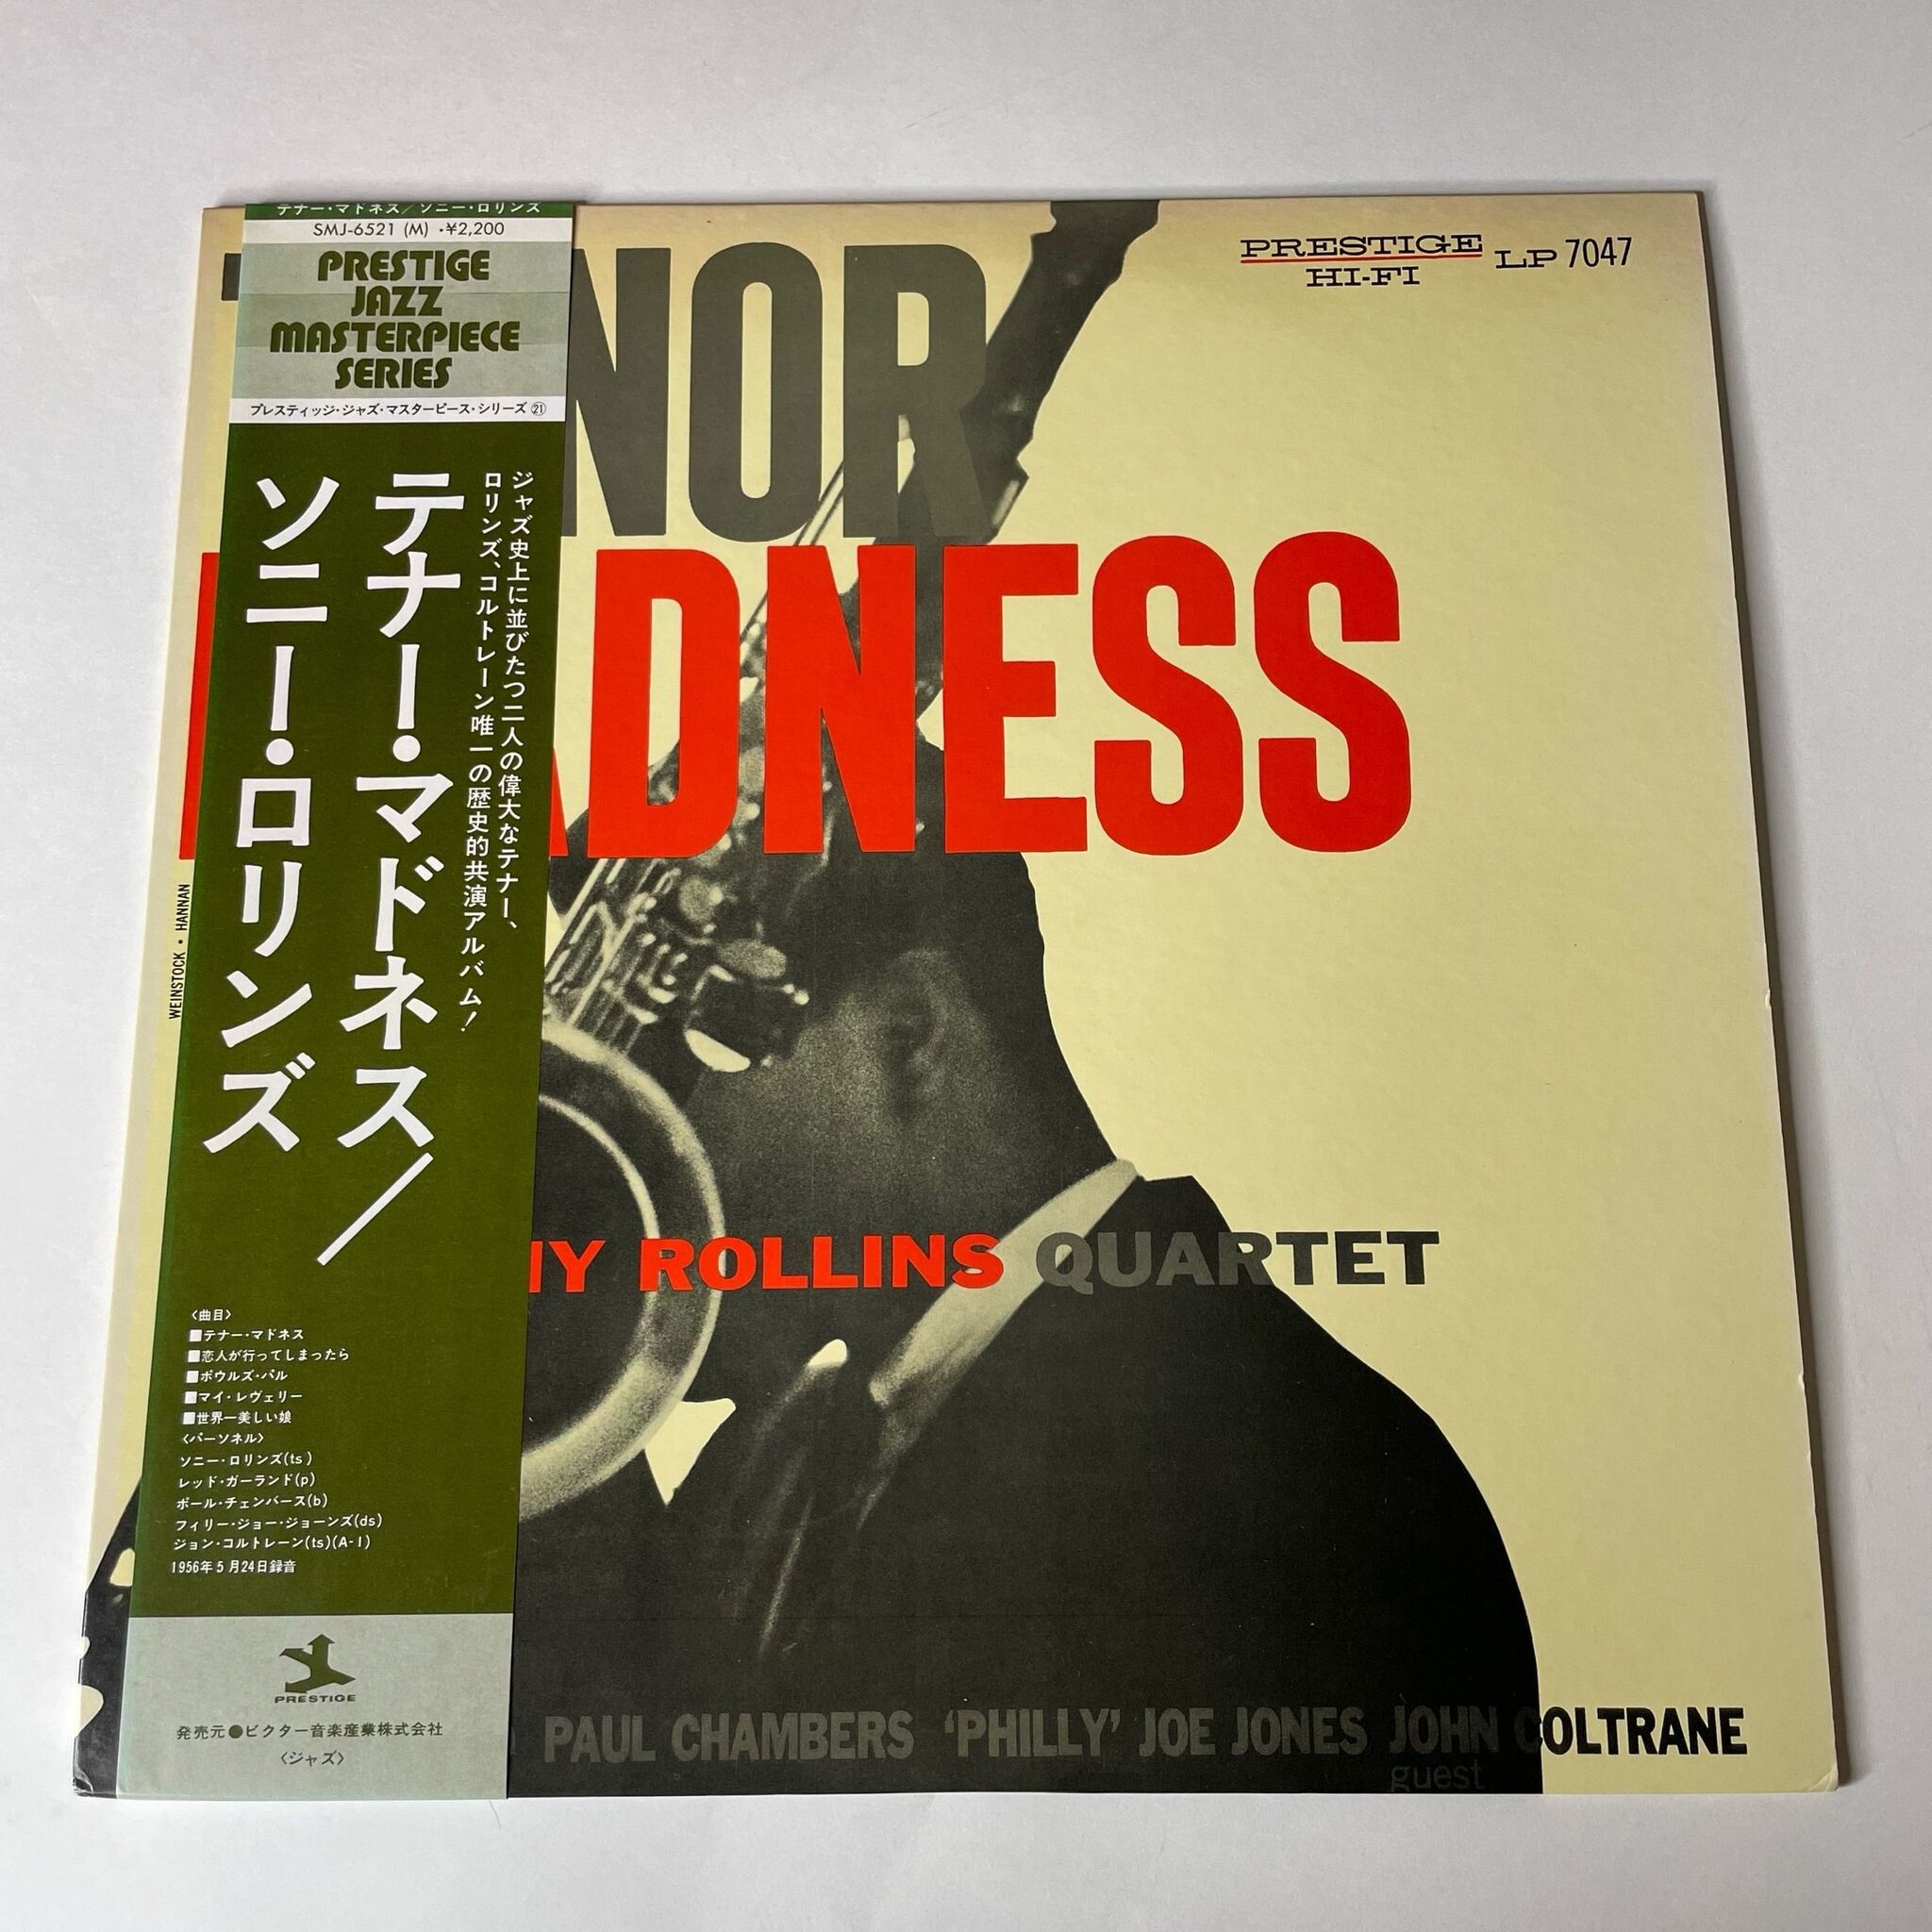 テナー・マドネス/ソニー・ロリンズ
SMJ-6521 (M) ・¥2,200
PRESTIGE
JAZZ
MASTERPIECE
SERIES
プレスティッジ・ジャズ・マスターピース・シリーズ㉑
ジャズ史上に並びたつ二人の偉大なテナー、
ロリンズ、コルトレーン唯一の歴史的共演アルバム!
テナー・マドネス/
ソニー・ロリンズ
〈曲目〉
■テナー・マドネス
■恋人が行ってしまったら
■ポウルズ・パル
■マイ・レヴェリー
■世界一美しい娘
〈パーソネル〉
ソニー・ロリンズ(ts)
レッド・ガーランド(p)
ポール・チェンバース(b)
フィリー・ジョー・ジョーンズ(ds)
ジョン・コルトレーン(ts)(A-1)
1956年5月24日録音
PRESTIGE
発売元●ビクター音楽産業株式会社
〈ジャズ〉
WEINSTOCK • HANNAN
NOR
ADNESS
PRESTIGE
HI-FI
LP 7047
NY ROLLINS QUARTET
PAUL CHAMBERS ‘PHILLY’ JOE JONES JOHN COLTRANE
guest